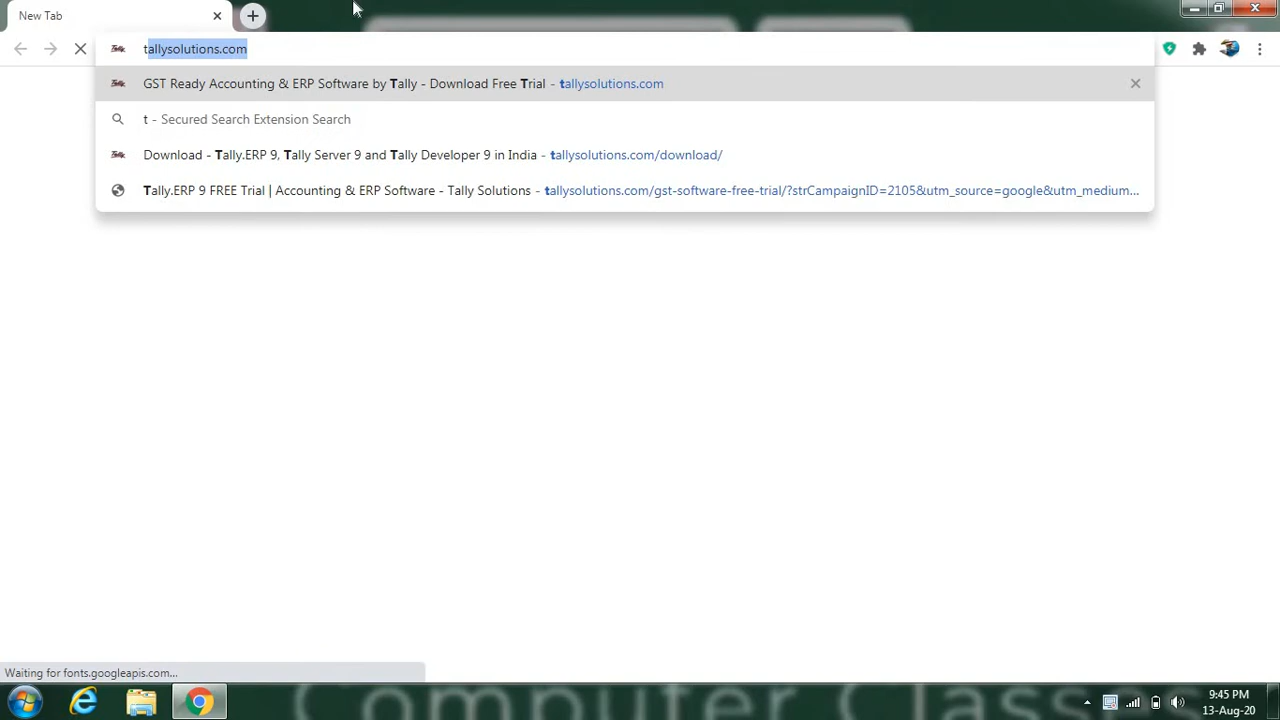 New Tab
tallysolutions.com
GST Ready Accounting & ERP Software by Tally - Download Free Trial - tallysolutions.com
t - Secured Search Extension Search
Download - Tally.ERP 9, Tally Server 9 and Tally Developer 9 in India - tallysolutions.com/download/
Tally.ERP 9 FREE Trial | Accounting & ERP Software - Tally Solutions - tallysolutions.com/gst-software-free-trial/?strCampaignID=2105&utm_source=google&utm_medium...
Waiting for fonts.googleapis.com...
Computer Class
9:45 PM
13-Aug-20